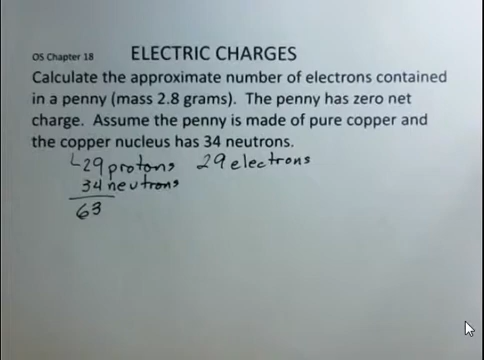 OS Chapter 18 ELECTRIC CHARGES
Calculate the approximate number of electrons contained
in a penny (mass 2.8 grams). The penny has zero net
charge. Assume the penny is made of pure copper and
the copper nucleus has 34 neutrons.
29 protons 29 electrons
34 neutrons
63